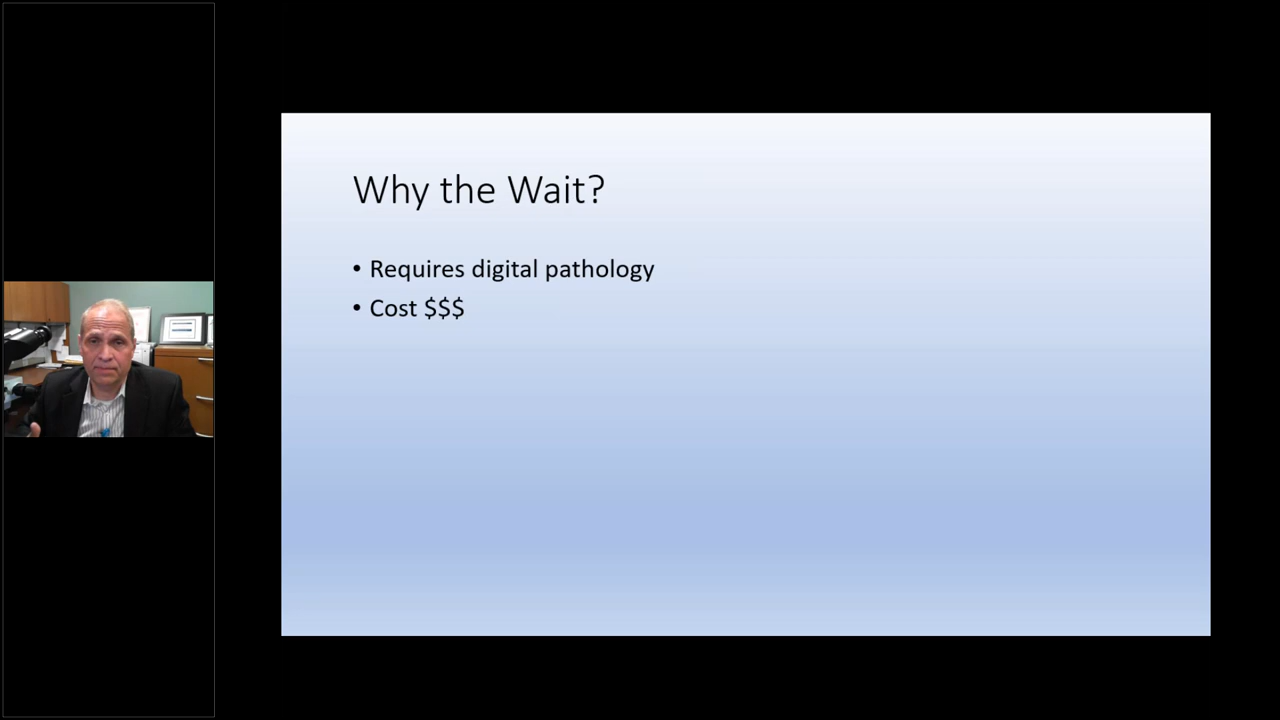 Why the Wait?
• Requires digital pathology
• Cost $$$